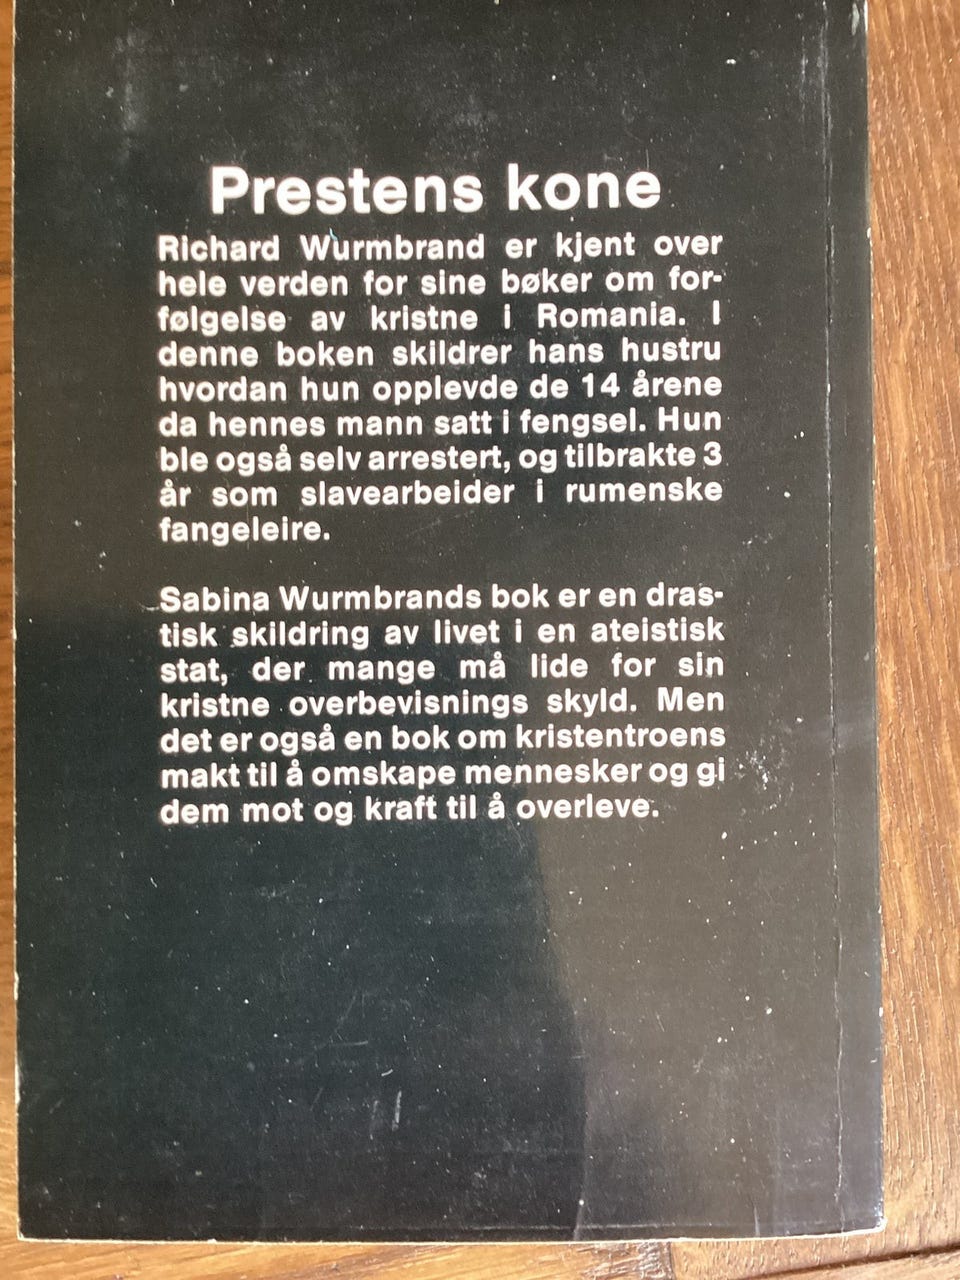 Prestens kone
Richard Wurmbrand er kjent over
hele verden for sine bøker om for-
følgelse av kristne i Romania. I
denne boken skildrer hans hustru
hvordan hun opplevde de 14 årene
da hennes mann satt i fengsel. Hun
ble også selv arrestert, og tilbrakte 3
år som slavearbeider i rumenske
fangeleire.
Sabina Wurmbrands bok er en dras-
tisk skildring av livet i en ateistisk
stat, der mange må lide for sin
kristne overbevisnings skyld. Men
det er også en bok om kristentroens
makt til å omskape mennesker og gi
dem mot og kraft til å overleve.